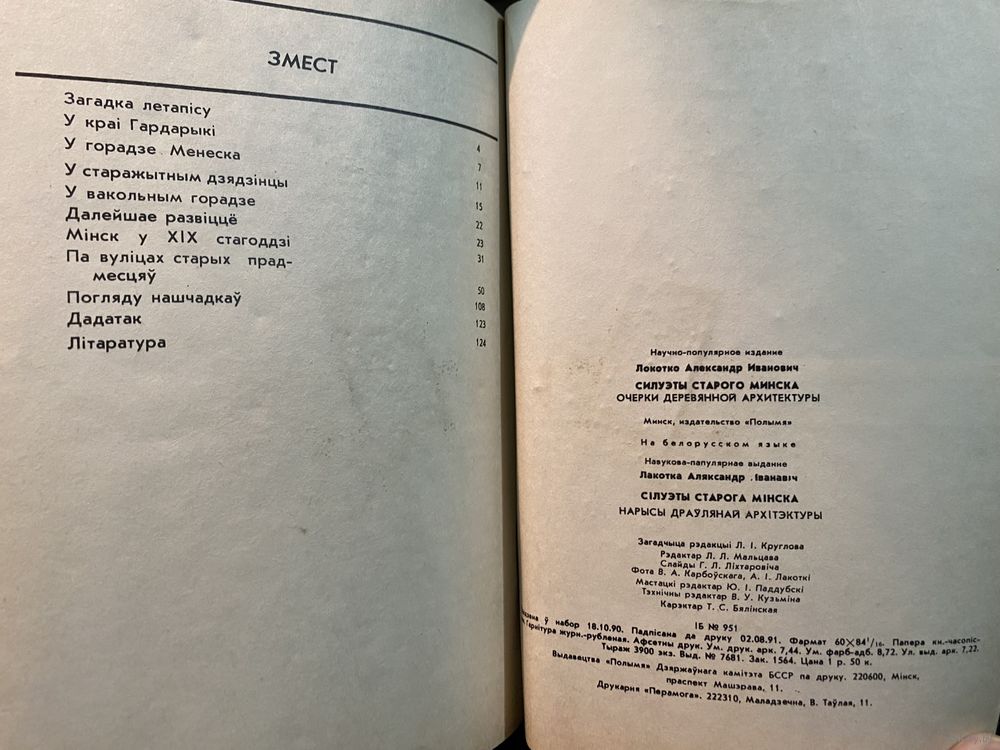 ЗМЕСТ
Загадка летапісу 4
У краі Гардарыкі 7
У горадзе Менеска 11
У старажытным дзядзінцы 15
У вакольным горадзе 22
Далейшае развіццё 23
Мінск у XIX стагоддзі 31
Па вуліцах старых прад-
месцяў 50
Погляду нашчадкаў 108
Дадатак 123
Літаратура 124
Научно-популярное издание
Локотко Александр Иванович
СИЛУЭТЫ СТАРОГО МИНСКА
ОЧЕРКИ ДЕРЕВЯННОЙ АРХИТЕКТУРЫ
Минск, издательство «Полымя»
На белорусском языке
Навукова-папулярнае выданне
Лакотка Аляксандр Іванавіч
СІЛУЭТЫ СТАРОГА МІНСКА
НАРЫСЫ ДРАЎЛЯНАЙ АРХІТЭКТУРЫ
Загадчыца рэдакцыі Л. І. Круглова
Рэдактар Л. Л. Мальцава
Слайды Г. Л. Ліхтаровіча
Фота В. А. Карбоўскага, А. І. Лакоткі
Мастацкі рэдактар Ю. І. Паддубскі
Тэхнічны рэдактар В. У. Кузьміна
Карэктар Т. С. Бялінская
ІБ № 951
ў набор 18.10.90. Падпісана да друку 02.08.91. Фармат 60×84 1/16. Папера кн.-часопіс-
Гарнітура журн.-рубленая. Афсетны друк. Ум. друк. арк. 7,44. Ум. фарб-адб. 8,72. Ул. выд. арк. 7,22.
Тыраж 3900 экз. Выд. № 7681. Зак. 1564. Цана 1 р. 50 к.
Выдавецтва «Полымя» Дзяржаўнага камітэта БССР па друку. 220600, Мінск,
праспект Машэрава, 11.
Друкарня «Перамога». 222310, Маладзечна, В. Таўлая, 11.